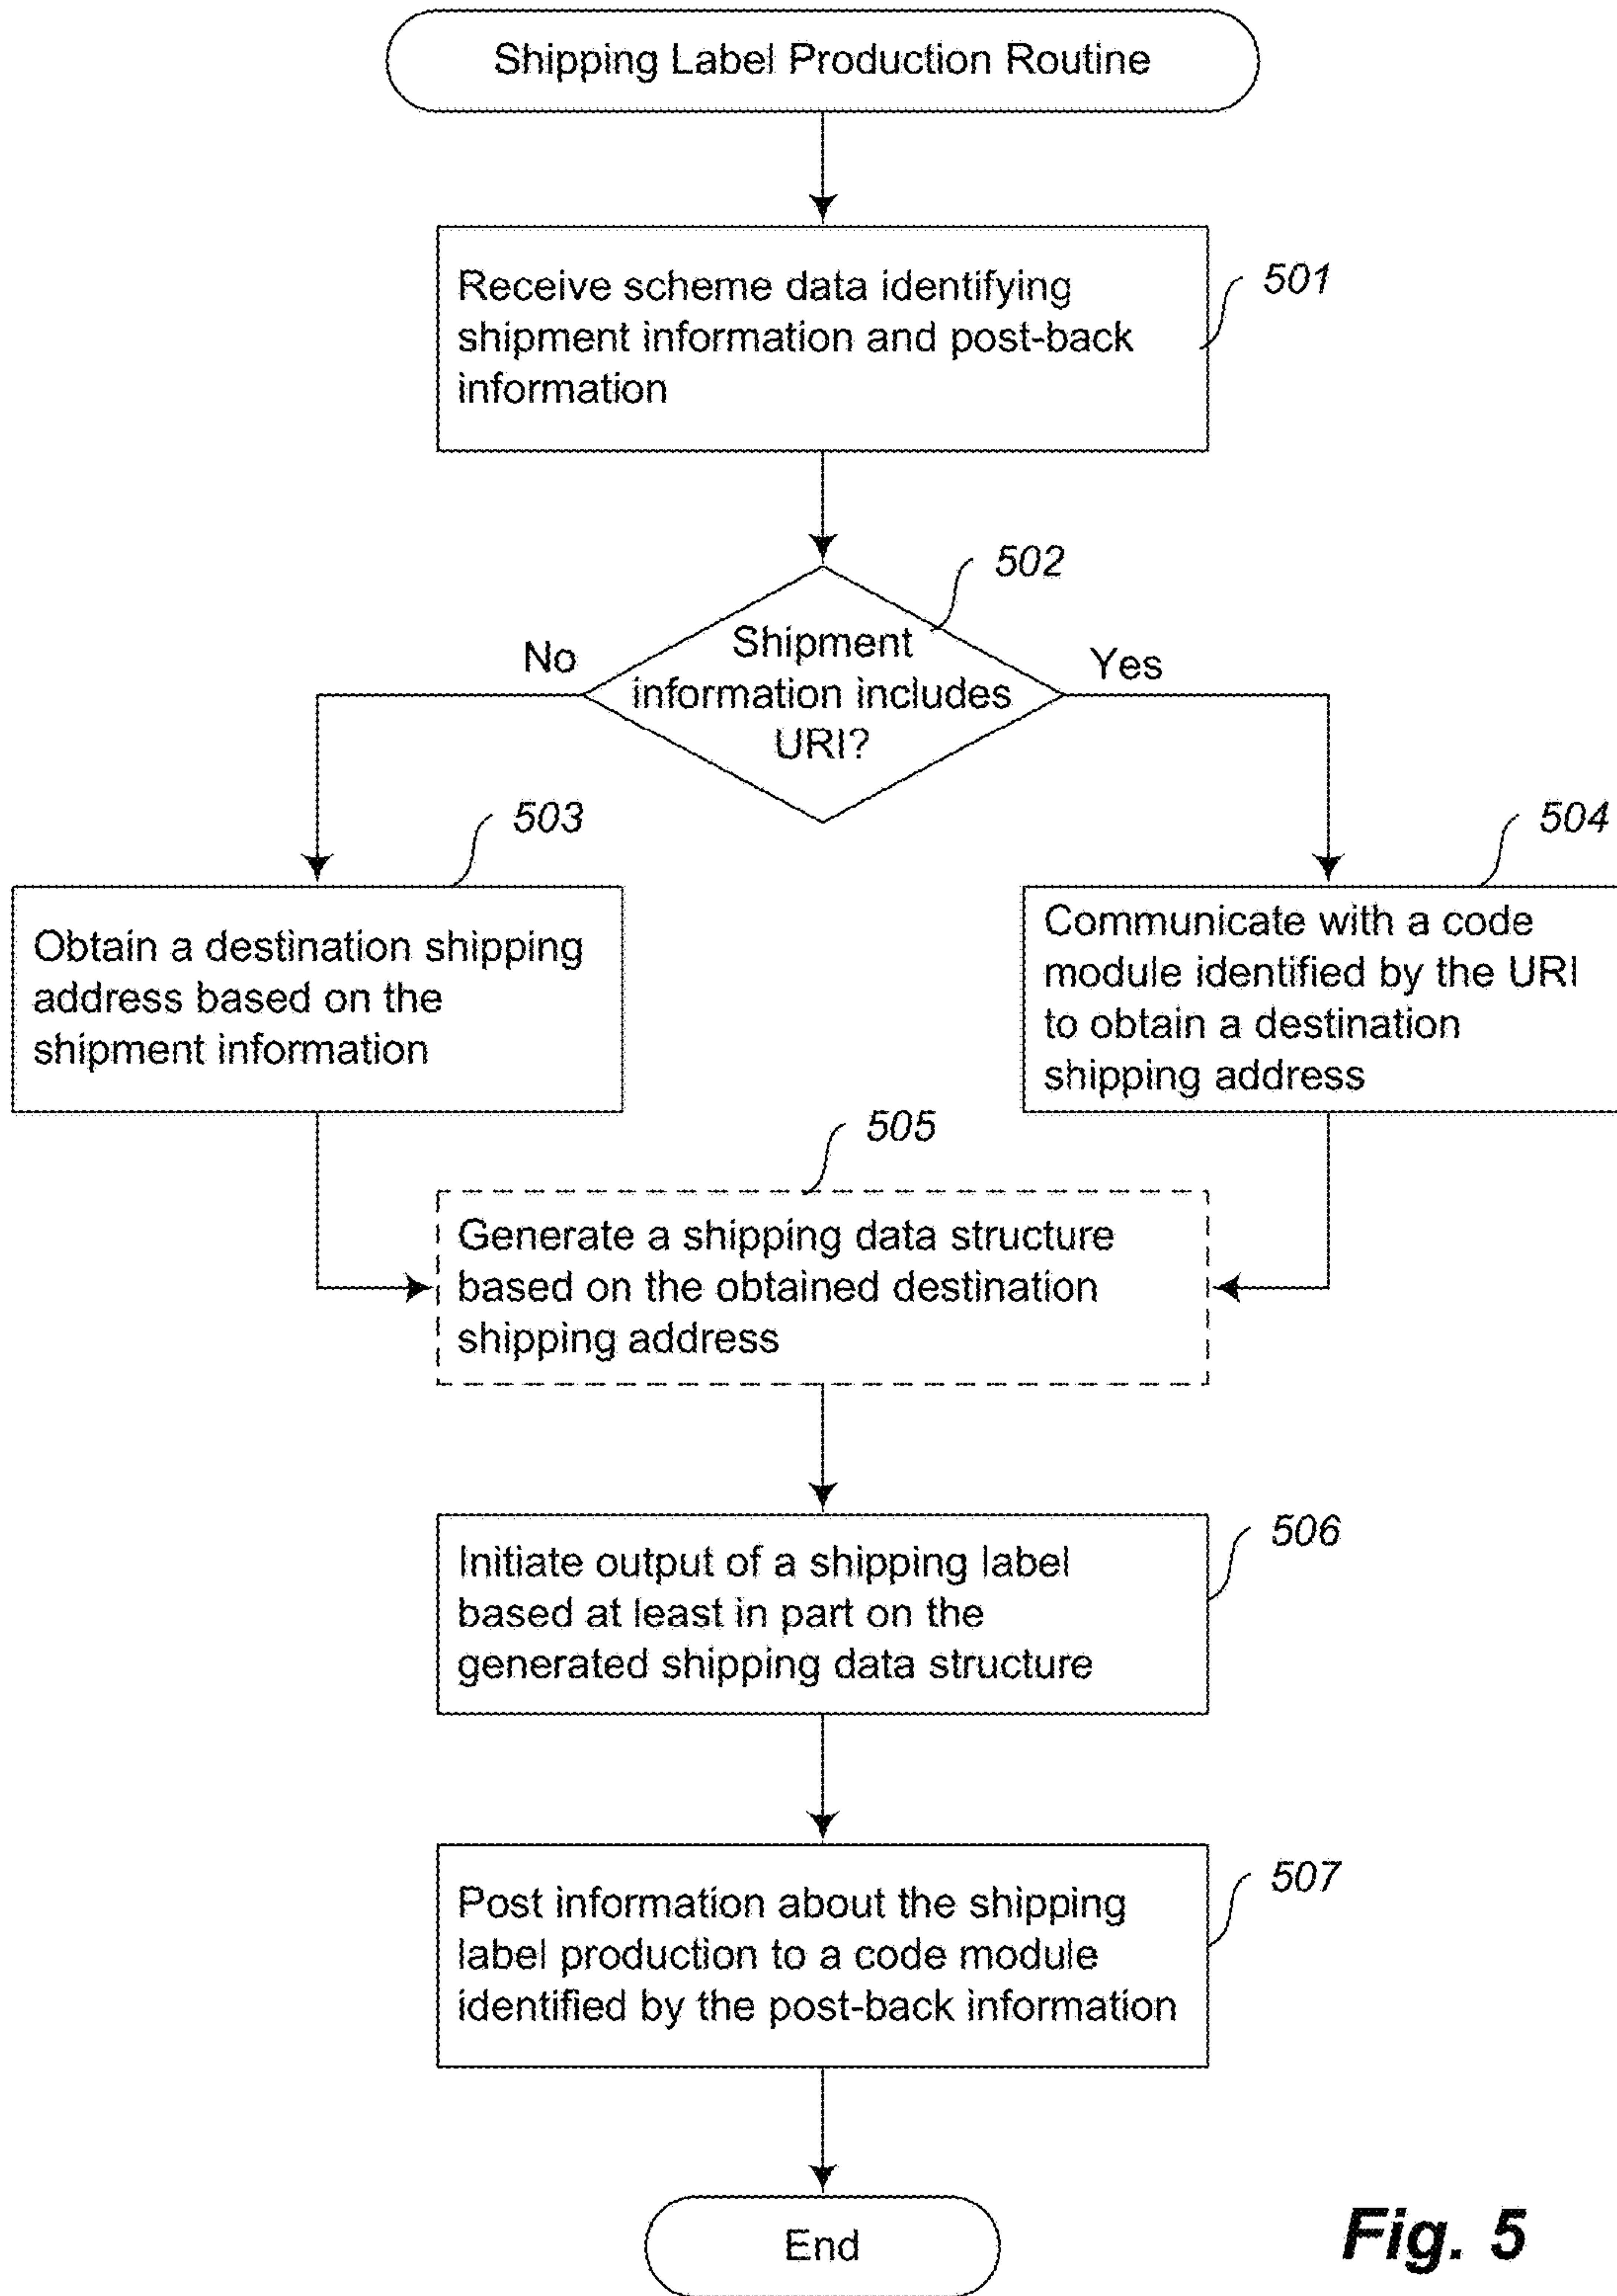 Shipping Label Production Routine
Receive scheme data identifying
shipment information and post-back
information
501
502
Shipment
information includes
URI?
No
Yes
503
Obtain a destination shipping
address based on the
shipment information
504
Communicate with a code
module identified by the URI
to obtain a destination
shipping address
505
Generate a shipping data structure
based on the obtained destination
shipping address
506
Initiate output of a shipping label
based at least in part on the
generated shipping data structure
507
Post information about the shipping
label production to a code module
identified by the post-back information
End
Fig. 5